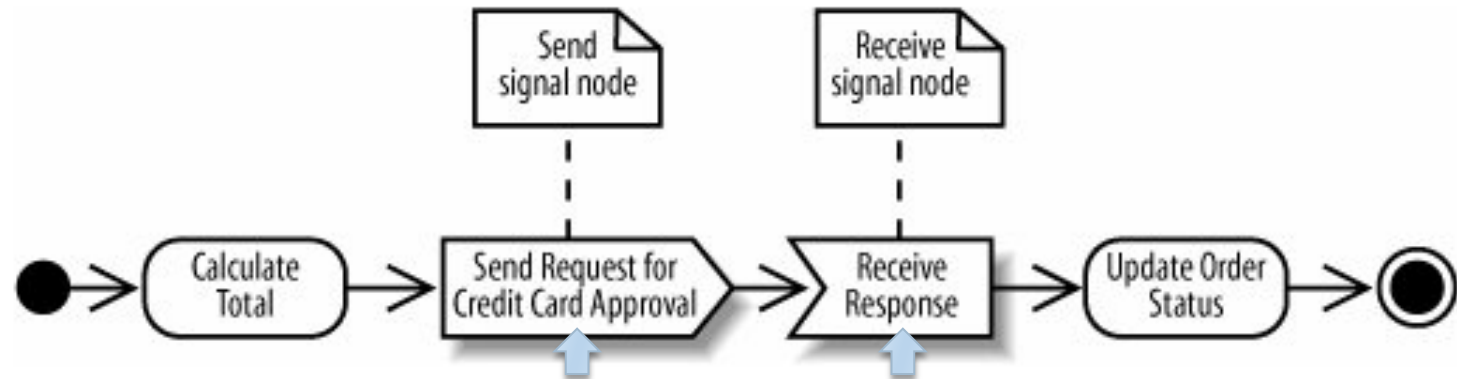 Send
signal node
Receive
signal node
Calculate
Total
Send Request for
Credit Card Approval
Receive
Response
Update Order
Status